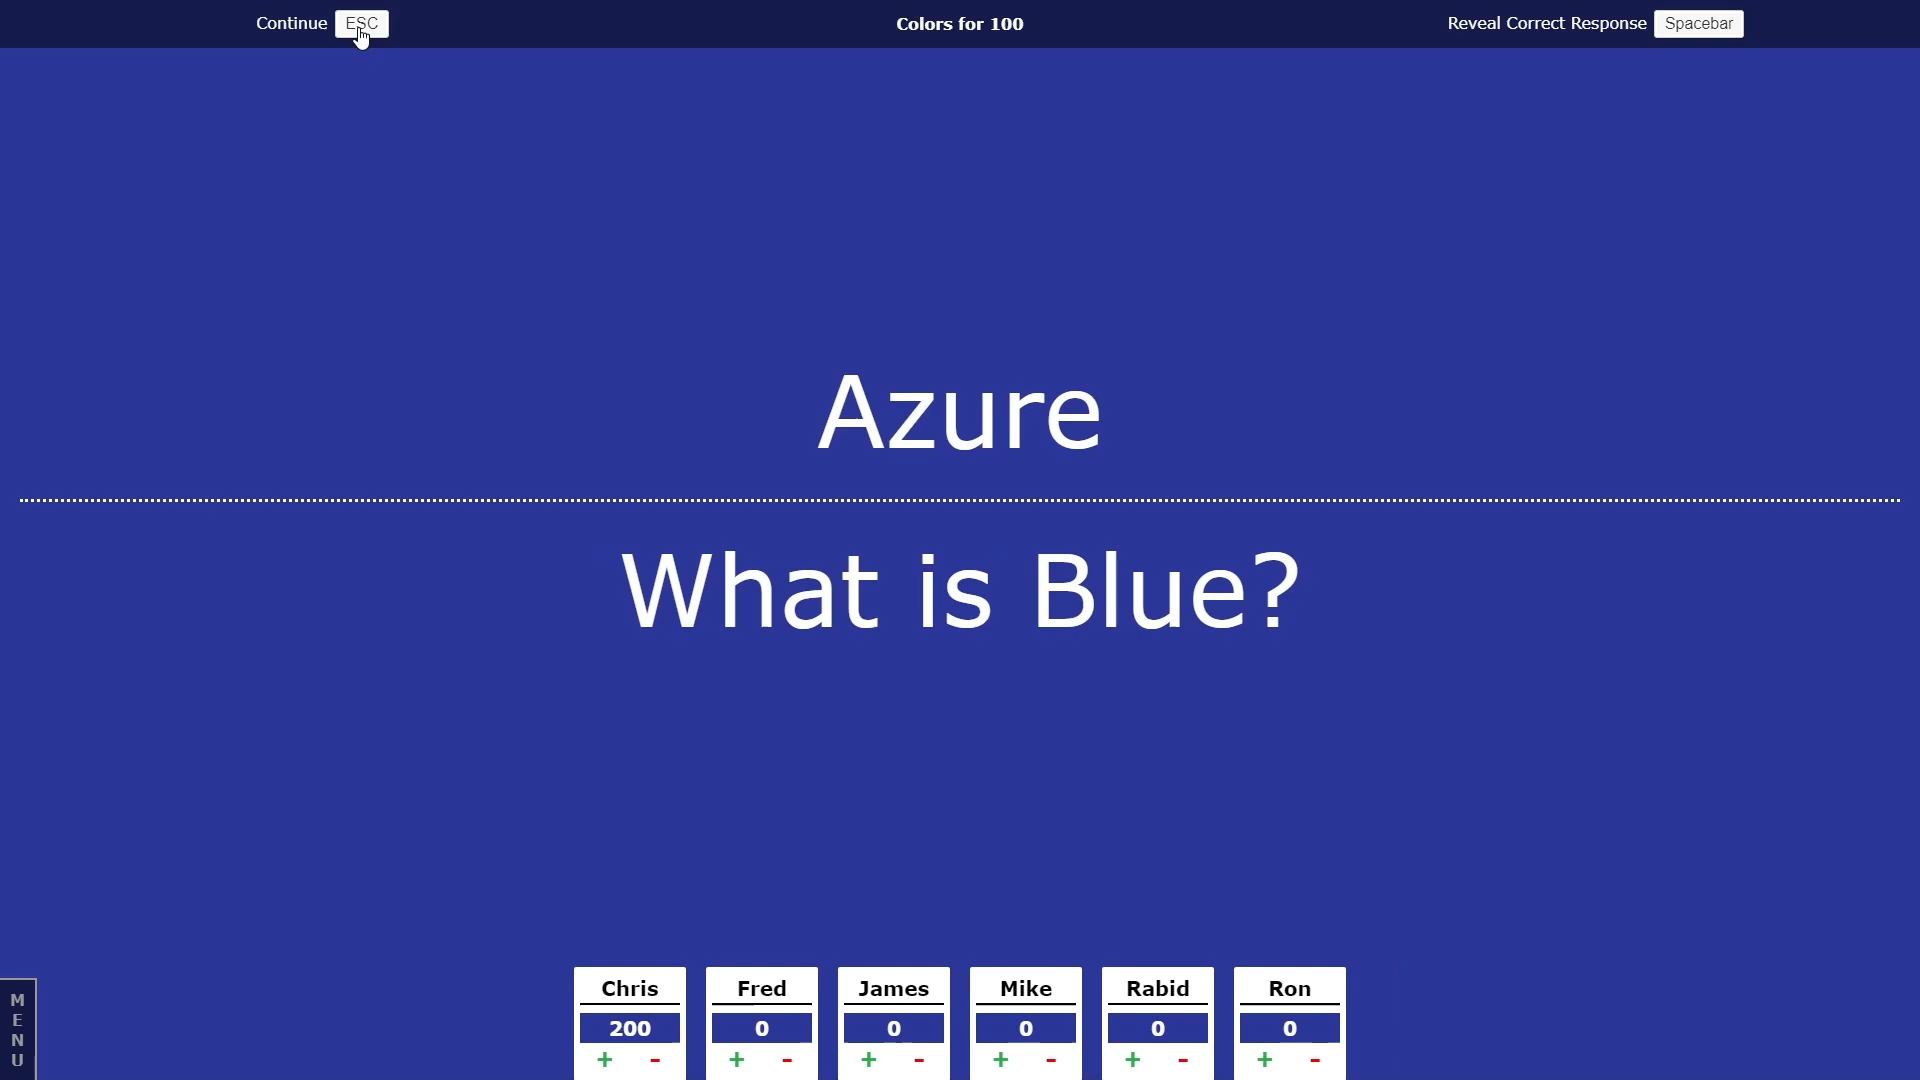 Continue ESC Colors for 100 Reveal Correct Response Spacebar
Azure
What is Blue?
Chris Fred James Mike Rabid Ron
200 0 0 0 0 0
+ - + - + - + - + - + -
MENU